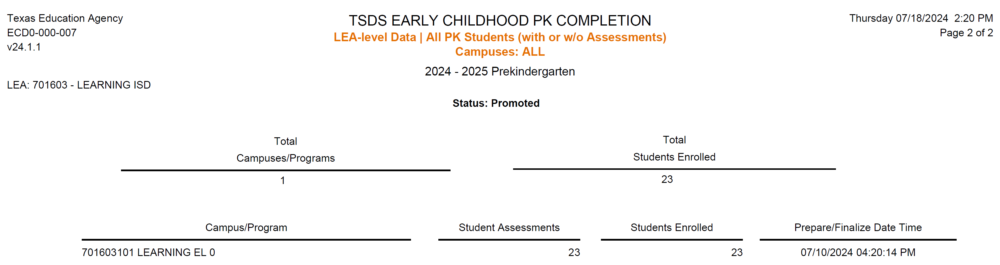 Texas Education Agency
ECD0-000-007
v24.1.1
TSDS EARLY CHILDHOOD PK COMPLETION
LEA-level Data | All PK Students (with or w/o Assessments)
Campuses: ALL
2024 - 2025 Prekindergarten
Thursday 07/18/2024  2:20 PM
Page 2 of 2
LEA: 701603 - LEARNING ISD
Status: Promoted
Total
Campuses/Programs
1
Total
Students Enrolled
23
Campus/Program Student Assessments Students Enrolled Prepare/Finalize Date Time
701603101 LEARNING EL 0 23 23 07/10/2024 04:20:14 PM